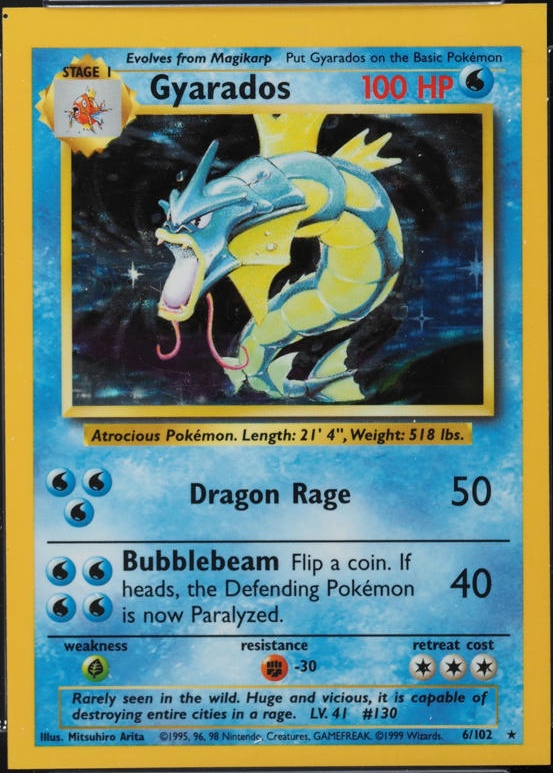 Evolves from Magikarp Put Gyarados on the Basic Pokémon
STAGE 1
Gyarados 100 HP
Atrocious Pokémon. Length: 21' 4", Weight: 518 lbs.
Dragon Rage 50
Bubblebeam Flip a coin. If
heads, the Defending Pokémon
is now Paralyzed.
40
weakness resistance retreat cost
-30
Rarely seen in the wild. Huge and vicious, it is capable of
destroying entire cities in a rage. LV. 41 #130
Illus. Mitsuhiro Arita ©1995, 96, 98 Nintendo, Creatures, GAMEFREAK. ©1999 Wizards. 6/102 ★